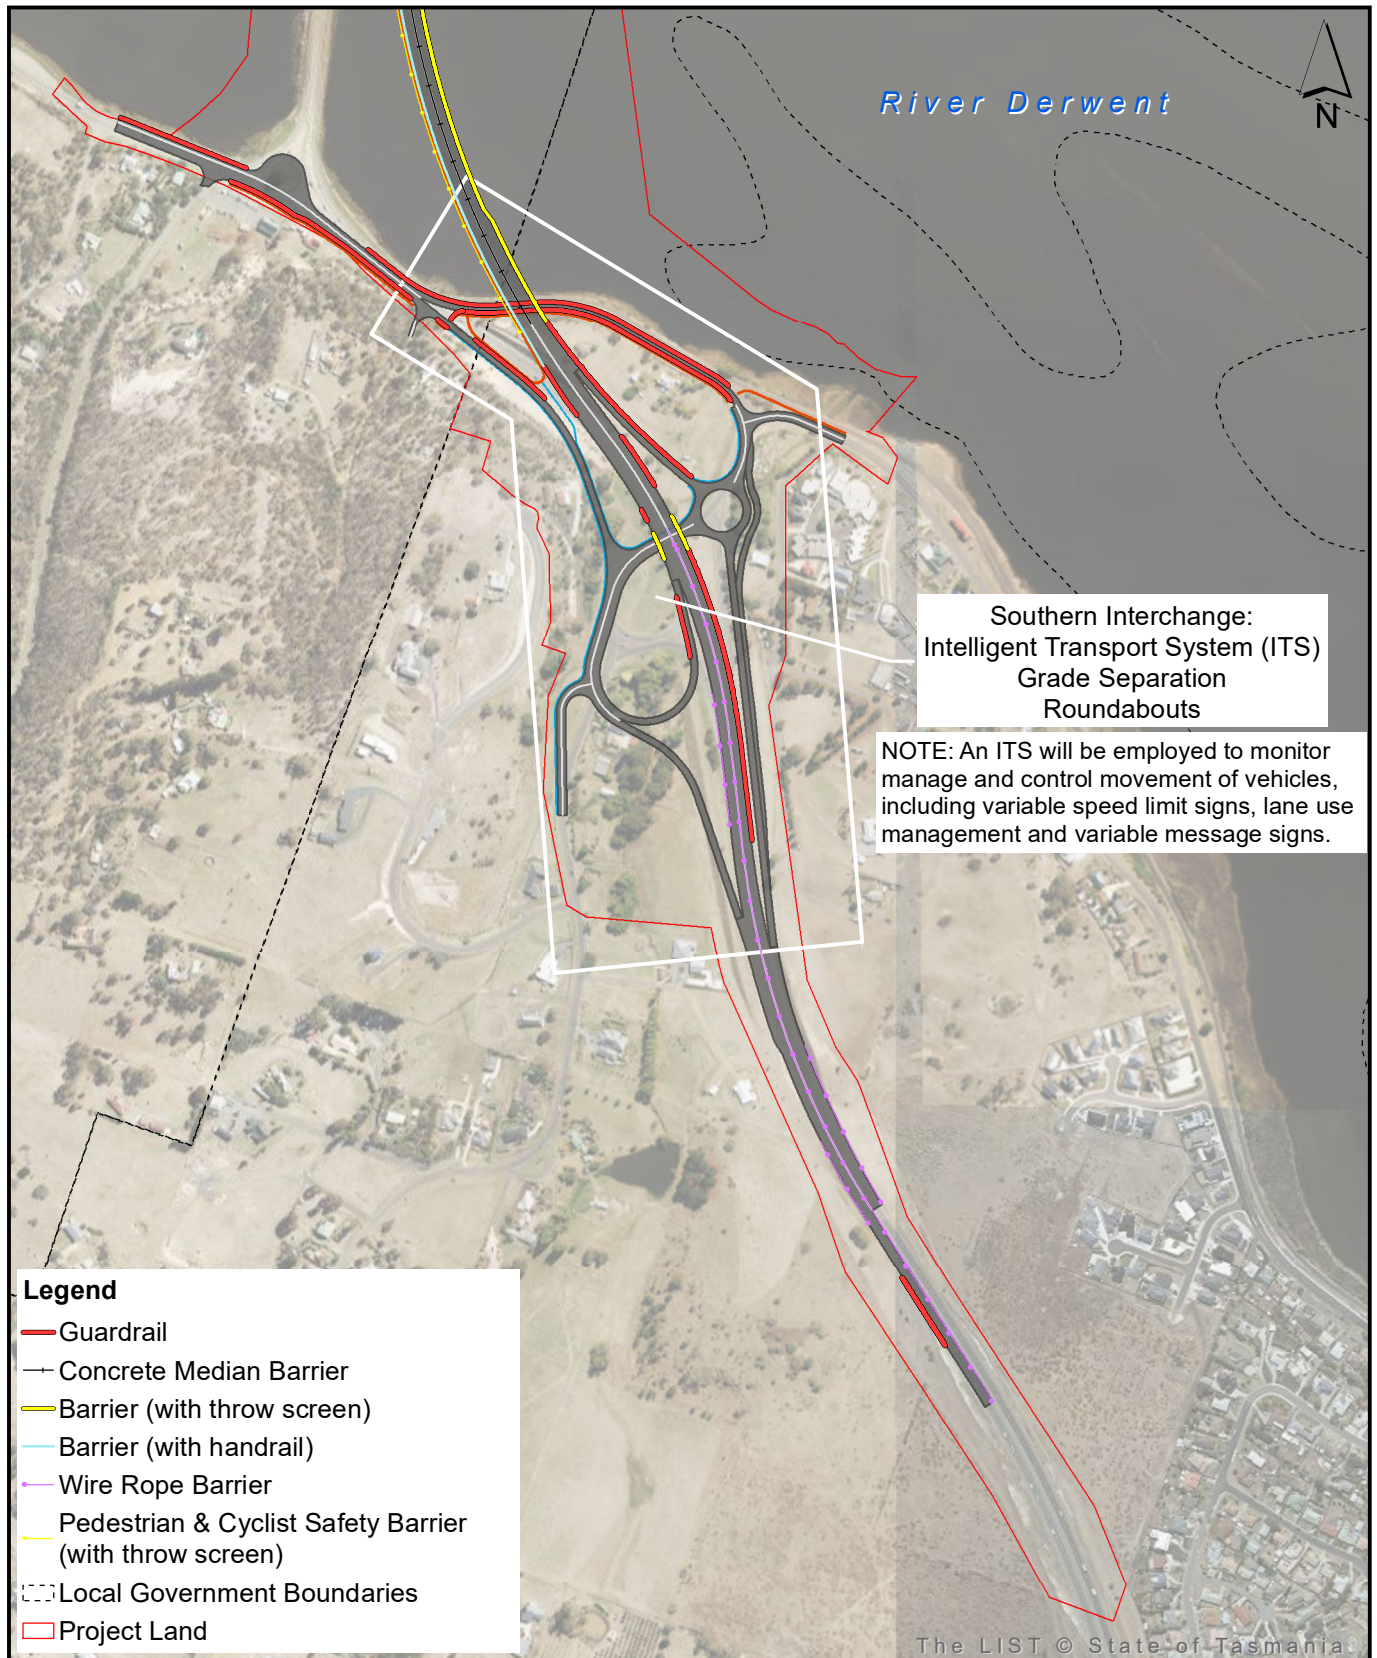 River Derwent
N
Southern Interchange:
Intelligent Transport System (ITS)
Grade Separation
Roundabouts
NOTE: An ITS will be employed to monitor
manage and control movement of vehicles,
including variable speed limit signs, lane use
management and variable message signs.
Legend
Guardrail
Concrete Median Barrier
Barrier (with throw screen)
Barrier (with handrail)
Wire Rope Barrier
Pedestrian & Cyclist Safety Barrier
(with throw screen)
Local Government Boundaries
Project Land
The LIST © State of Tasmania